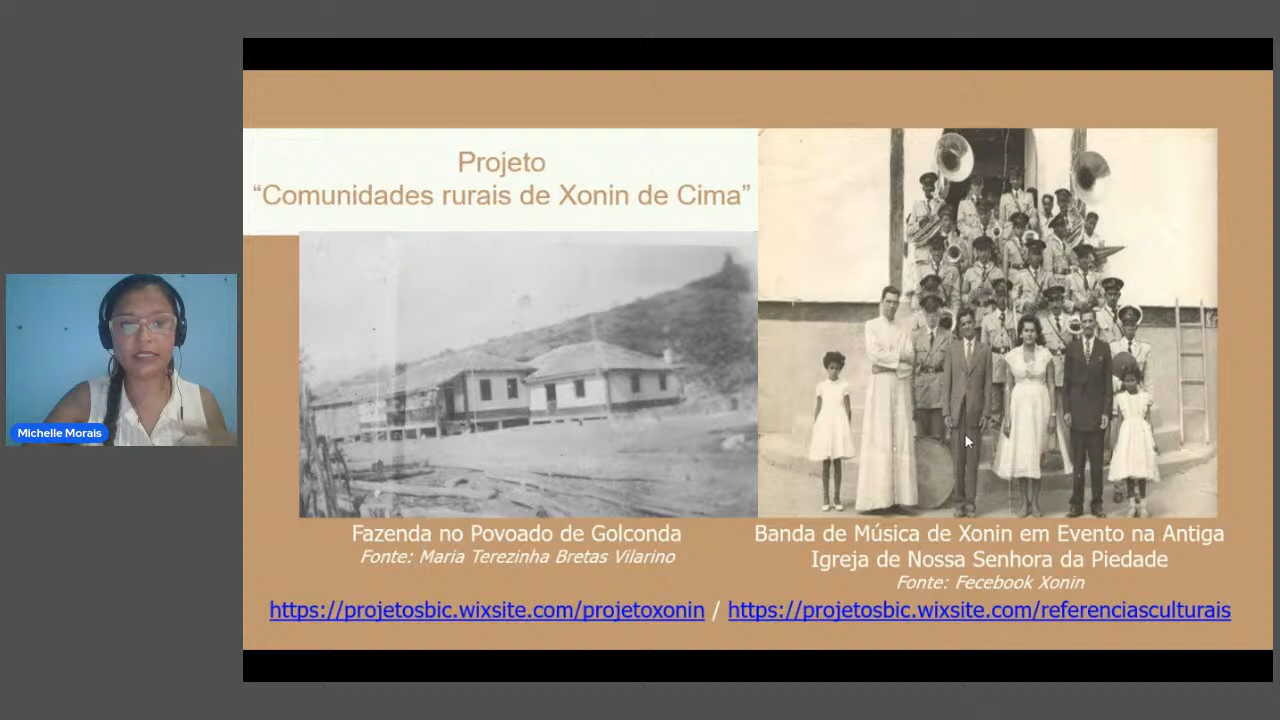 Projeto
“Comunidades rurais de Xonin de Cima”
Michelle Morais
Fazenda no Povoado de Golconda
Fonte: Maria Terezinha Bretas Vilarino
Banda de Música de Xonin em Evento na Antiga
Igreja de Nossa Senhora da Piedade
Fonte: Fecebook Xonin
https://projetosbic.wixsite.com/projetoxonin / https://projetosbic.wixsite.com/referenciasculturais